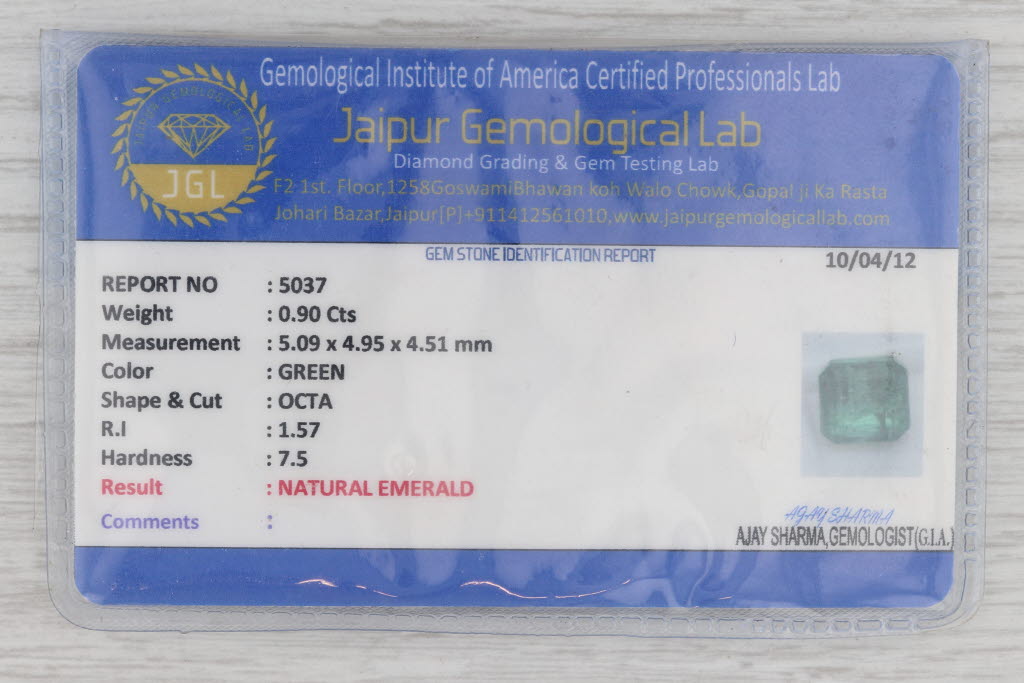 Gemological Institute of America Certified Professionals Lab
Jaipur Gemological Lab
Diamond Grading & Gem Testing Lab
F2 1st. Floor,1258GoswamiBhawan koh Walo Chowk,Gopal ji Ka Rasta
Johari Bazar,Jaipur[P]+911412561010,www.jaipurgemologicallab.com
JAIPUR GEMOLOGICAL LAB
JGL
GEM STONE IDENTIFICATION REPORT
10/04/12
REPORT NO : 5037
Weight : 0.90 Cts
Measurement : 5.09 x 4.95 x 4.51 mm
Color : GREEN
Shape & Cut : OCTA
R.I : 1.57
Hardness : 7.5
Result : NATURAL EMERALD
Comments :
AJAY SHARMA
AJAY SHARMA,GEMOLOGIST(G.I.A.)